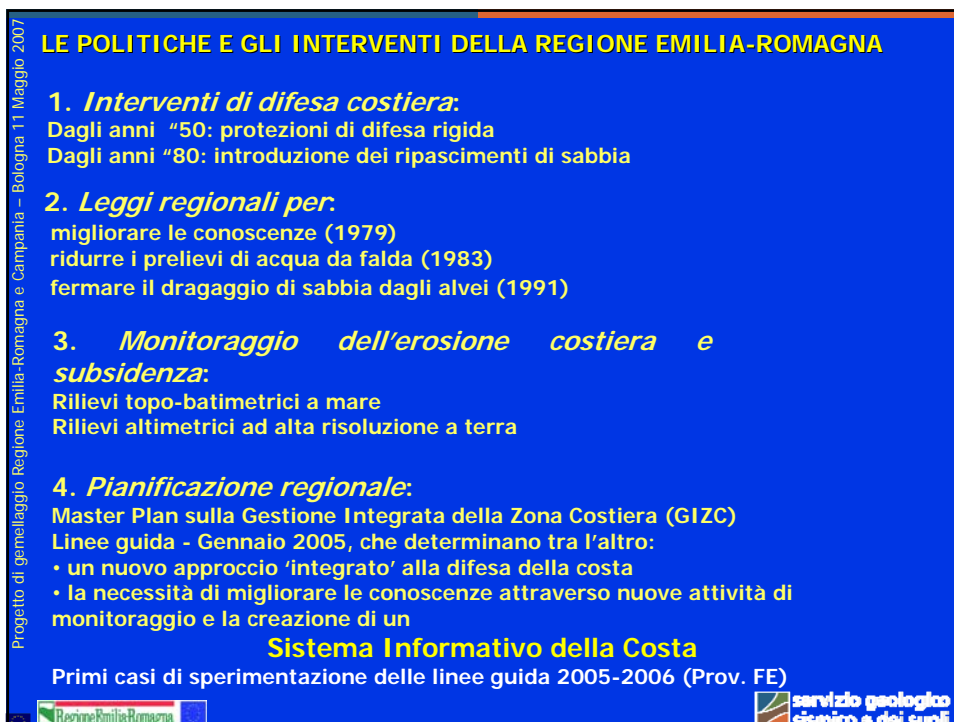 Progetto di gemellaggio Regione Emilia-Romagna e Campania – Bologna 11 Maggio 2007
LE POLITICHE E GLI INTERVENTI DELLA REGIONE EMILIA-ROMAGNA
1. Interventi di difesa costiera:
Dagli anni “50: protezioni di difesa rigida
Dagli anni “80: introduzione dei ripascimenti di sabbia
2. Leggi regionali per:
migliorare le conoscenze (1979)
ridurre i prelievi di acqua da falda (1983)
fermare il dragaggio di sabbia dagli alvei (1991)
3. Monitoraggio dell’erosione costiera e
subsidenza:
Rilievi topo-batimetrici a mare
Rilievi altimetrici ad alta risoluzione a terra
4. Pianificazione regionale:
Master Plan sulla Gestione Integrata della Zona Costiera (GIZC)
Linee guida - Gennaio 2005, che determinano tra l’altro:
• un nuovo approccio ‘integrato’ alla difesa della costa
• la necessità di migliorare le conoscenze attraverso nuove attività di
monitoraggio e la creazione di un
Sistema Informativo della Costa
Primi casi di sperimentazione delle linee guida 2005-2006 (Prov. FE)
RegioneEmiliaRomagna
servizio geologico
sismico e dei suoli